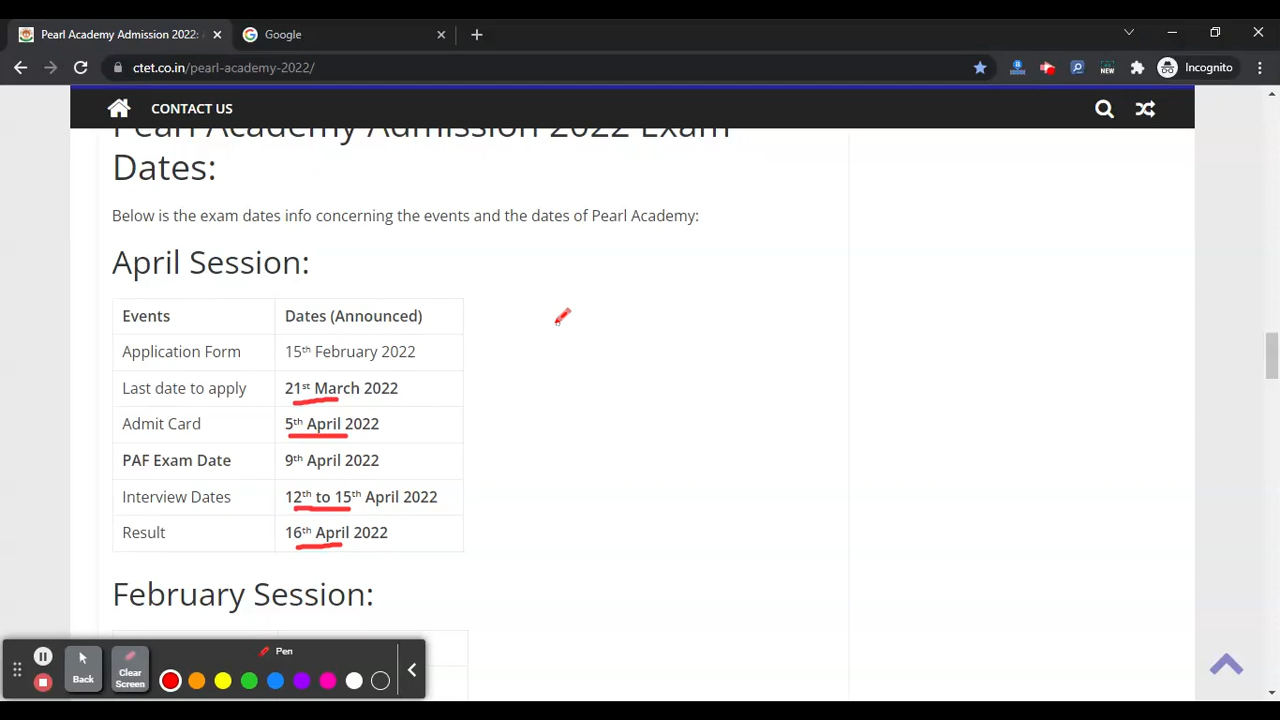 Pearl Academy Admission 2022:
Google
ctet.co.in/pearl-academy-2022/
NEW
Incognito
CONTACT US
Pearl Academy Admission 2022 Exam
Dates:
Below is the exam dates info concerning the events and the dates of Pearl Academy:
April Session:
Events Dates (Announced)
Application Form 15th February 2022
Last date to apply 21st March 2022
Admit Card 5th April 2022
PAF Exam Date 9th April 2022
Interview Dates 12th to 15th April 2022
Result 16th April 2022
February Session:
Pen
Back
Clear
Screen